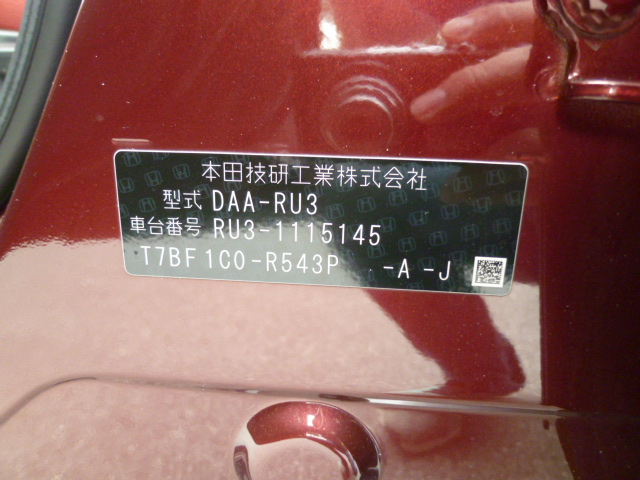 本田技研工業株式会社
型式 DAA-RU3
車台番号 RU3-1115145
T7BF1C0-R543P -A -J